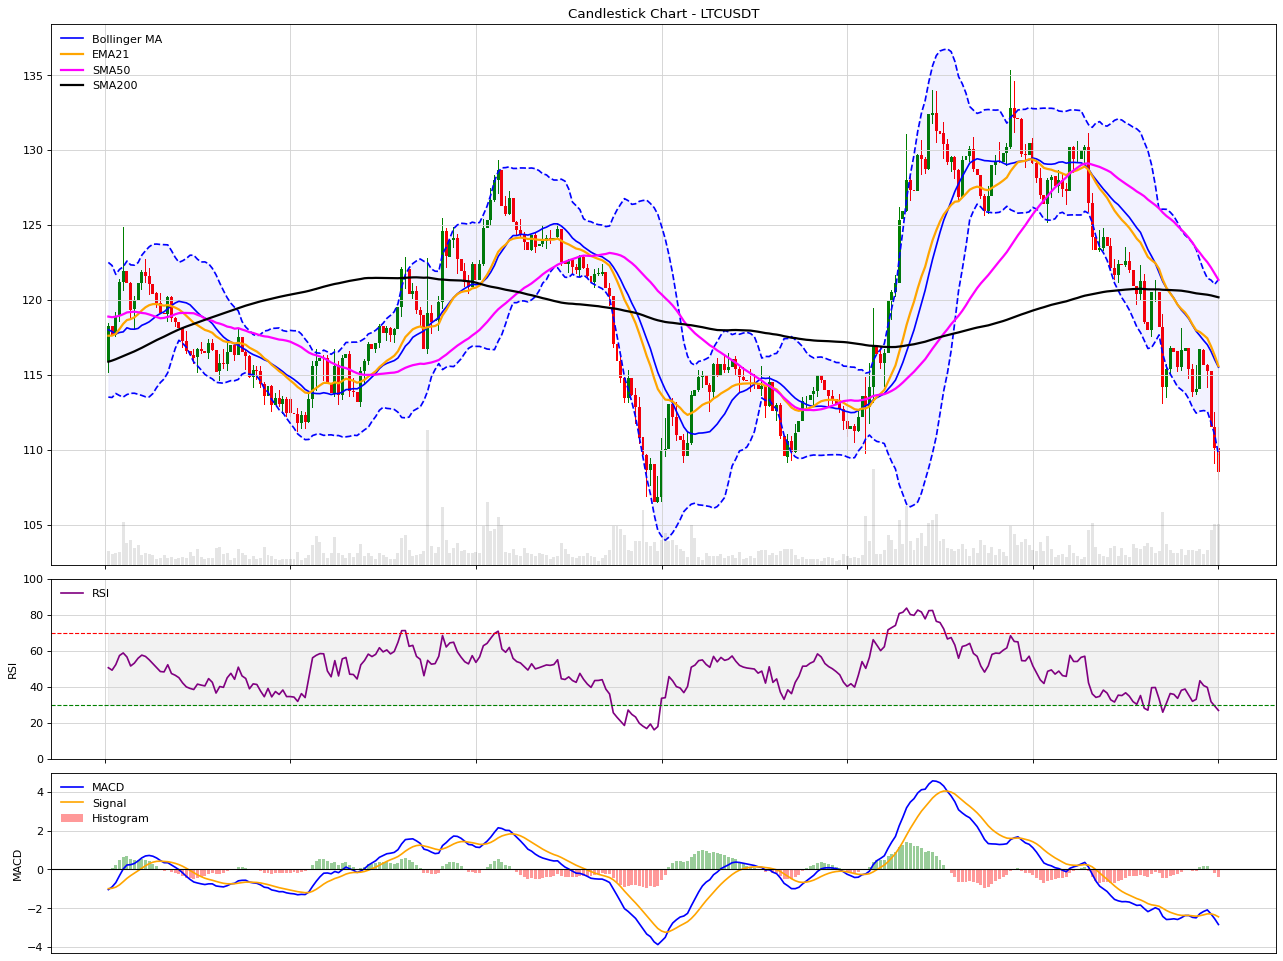 Candlestick Chart - LTCUSDT
Bollinger MA
EMA21
SMA50
SMA200
135
130
125
120
115
110
105
RSI
100
80
60
40
20
0
RSI
MACD
Signal
Histogram
4
2
0
−2
−4
MACD